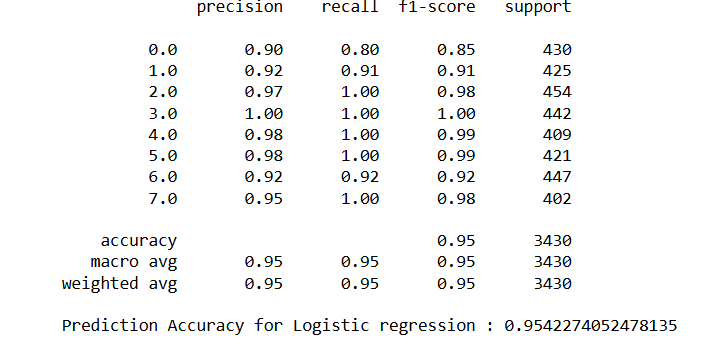 precision recall f1-score support
0.0 0.90 0.80 0.85 430
1.0 0.92 0.91 0.91 425
2.0 0.97 1.00 0.98 454
3.0 1.00 1.00 1.00 442
4.0 0.98 1.00 0.99 409
5.0 0.98 1.00 0.99 421
6.0 0.92 0.92 0.92 447
7.0 0.95 1.00 0.98 402
accuracy 0.95 3430
macro avg 0.95 0.95 0.95 3430
weighted avg 0.95 0.95 0.95 3430
Prediction Accuracy for Logistic regression : 0.9542274052478135